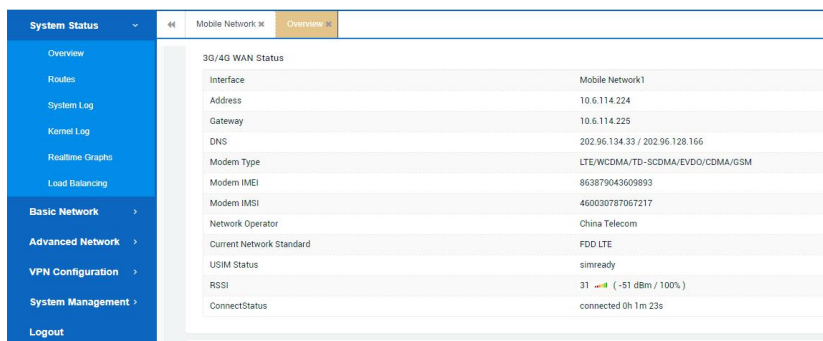 System Status
Overview
Routes
System Log
Kernel Log
Realtime Graphs
Load Balancing
Basic Network
Advanced Network
VPN Configuration
System Management
Logout
Mobile Network
Overview
3G/4G WAN Status
Interface Mobile Network1
Address 10.6.114.224
Gateway 10.6.114.225
DNS 202.96.134.33 / 202.96.128.166
Modem Type LTE/WCDMA/TD-SCDMA/EVDO/CDMA/GSM
Modem IMEI 863879043609893
Modem IMSI 460030787067217
Network Operator China Telecom
Current Network Standard FDD LTE
USIM Status simready
RSSI 31 ( -51 dBm / 100% )
ConnectStatus connected 0h 1m 23s